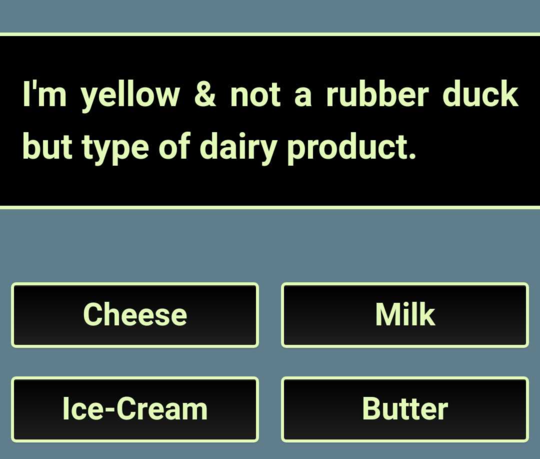 I'm yellow & not a rubber duck
but type of dairy product.
Cheese
Milk
Ice-Cream
Butter